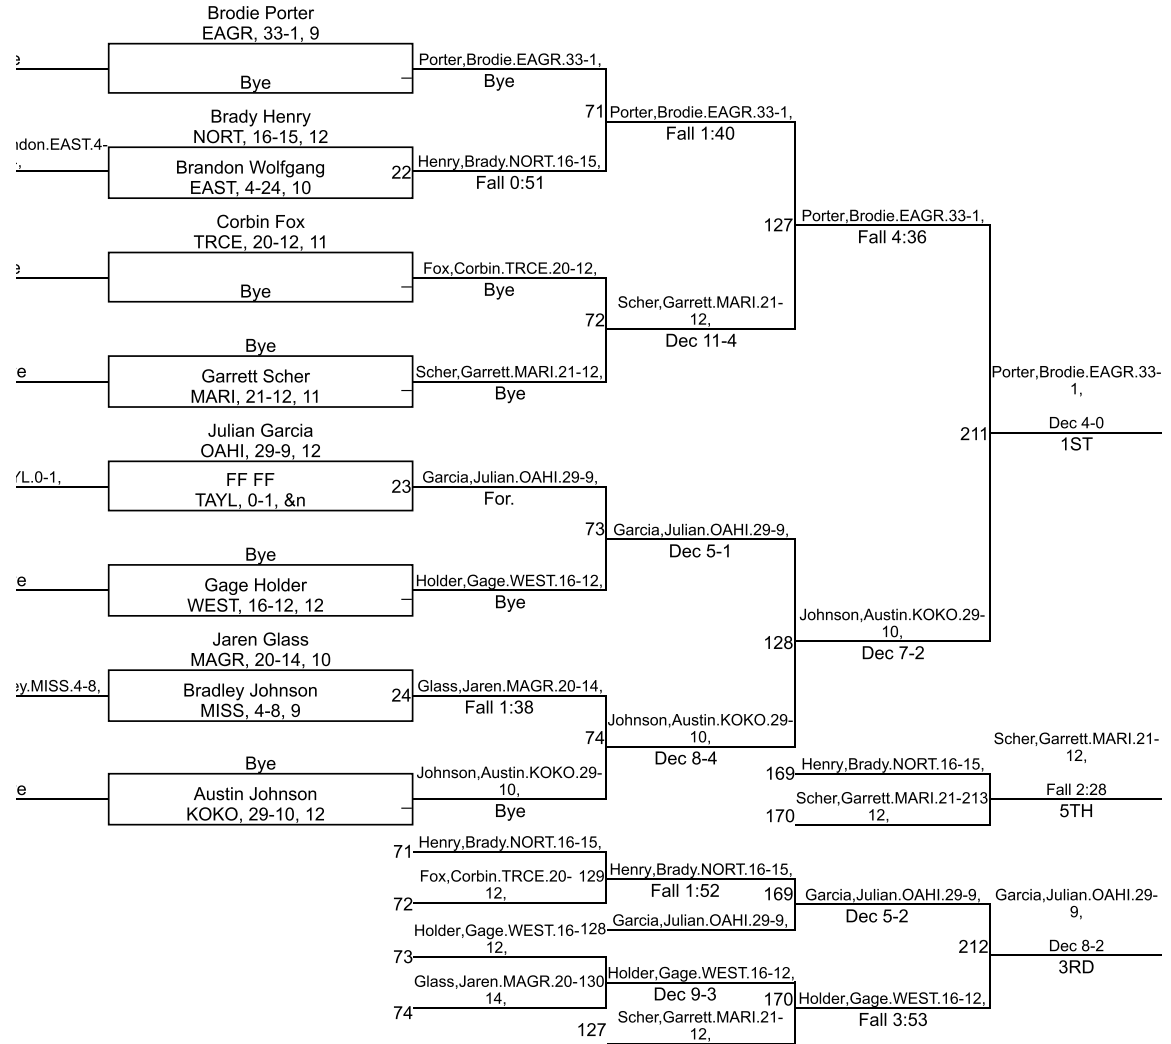 Brodie Porter
EAGR, 33-1, 9
e
Bye
Porter,Brodie.EAGR.33-1,
Bye
Brady Henry
NORT, 16-15, 12
ndon.EAST.4-
Brandon Wolfgang
EAST, 4-24, 10
22
Henry,Brady.NORT.16-15,
Fall 0:51
71
Porter,Brodie.EAGR.33-1,
Fall 1:40
Corbin Fox
TRCE, 20-12, 11
e
Bye
Fox,Corbin.TRCE.20-12,
Bye
127
Porter,Brodie.EAGR.33-1,
Fall 4:36
72
Scher,Garrett.MARI.21-
12,
Dec 11-4
Bye
e
Garrett Scher
MARI, 21-12, 11
Scher,Garrett.MARI.21-12,
Bye
Julian Garcia
OAHI, 29-9, 12
YL.0-1,
FF FF
TAYL, 0-1, &n
23
Garcia,Julian.OAHI.29-9,
For.
211
Porter,Brodie.EAGR.33-
1,
Dec 4-0
1ST
73
Garcia,Julian.OAHI.29-9,
Dec 5-1
Bye
e
Gage Holder
WEST, 16-12, 12
Holder,Gage.WEST.16-12,
Bye
128
Johnson,Austin.KOKO.29-
10,
Dec 7-2
Jaren Glass
MAGR, 20-14, 10
ey.MISS.4-8,
Bradley Johnson
MISS, 4-8, 9
24
Glass,Jaren.MAGR.20-14,
Fall 1:38
74
Johnson,Austin.KOKO.29-
10,
Dec 8-4
Bye
e
Austin Johnson
KOKO, 29-10, 12
Johnson,Austin.KOKO.29-
10,
Bye
169
Henry,Brady.NORT.16-15,
170
Scher,Garrett.MARI.21-
12,
213
Scher,Garrett.MARI.21-
12,
Fall 2:28
5TH
71
Henry,Brady.NORT.16-15,
72
Fox,Corbin.TRCE.20-
12,
129
Henry,Brady.NORT.16-15,
Fall 1:52
128
Garcia,Julian.OAHI.29-9,
169
Garcia,Julian.OAHI.29-9,
Dec 5-2
73
Holder,Gage.WEST.16-
12,
74
Glass,Jaren.MAGR.20-
14,
130
Holder,Gage.WEST.16-12,
Dec 9-3
127
Scher,Garrett.MARI.21-
12,
170
Holder,Gage.WEST.16-12,
Fall 3:53
212
Garcia,Julian.OAHI.29-
9,
Dec 8-2
3RD